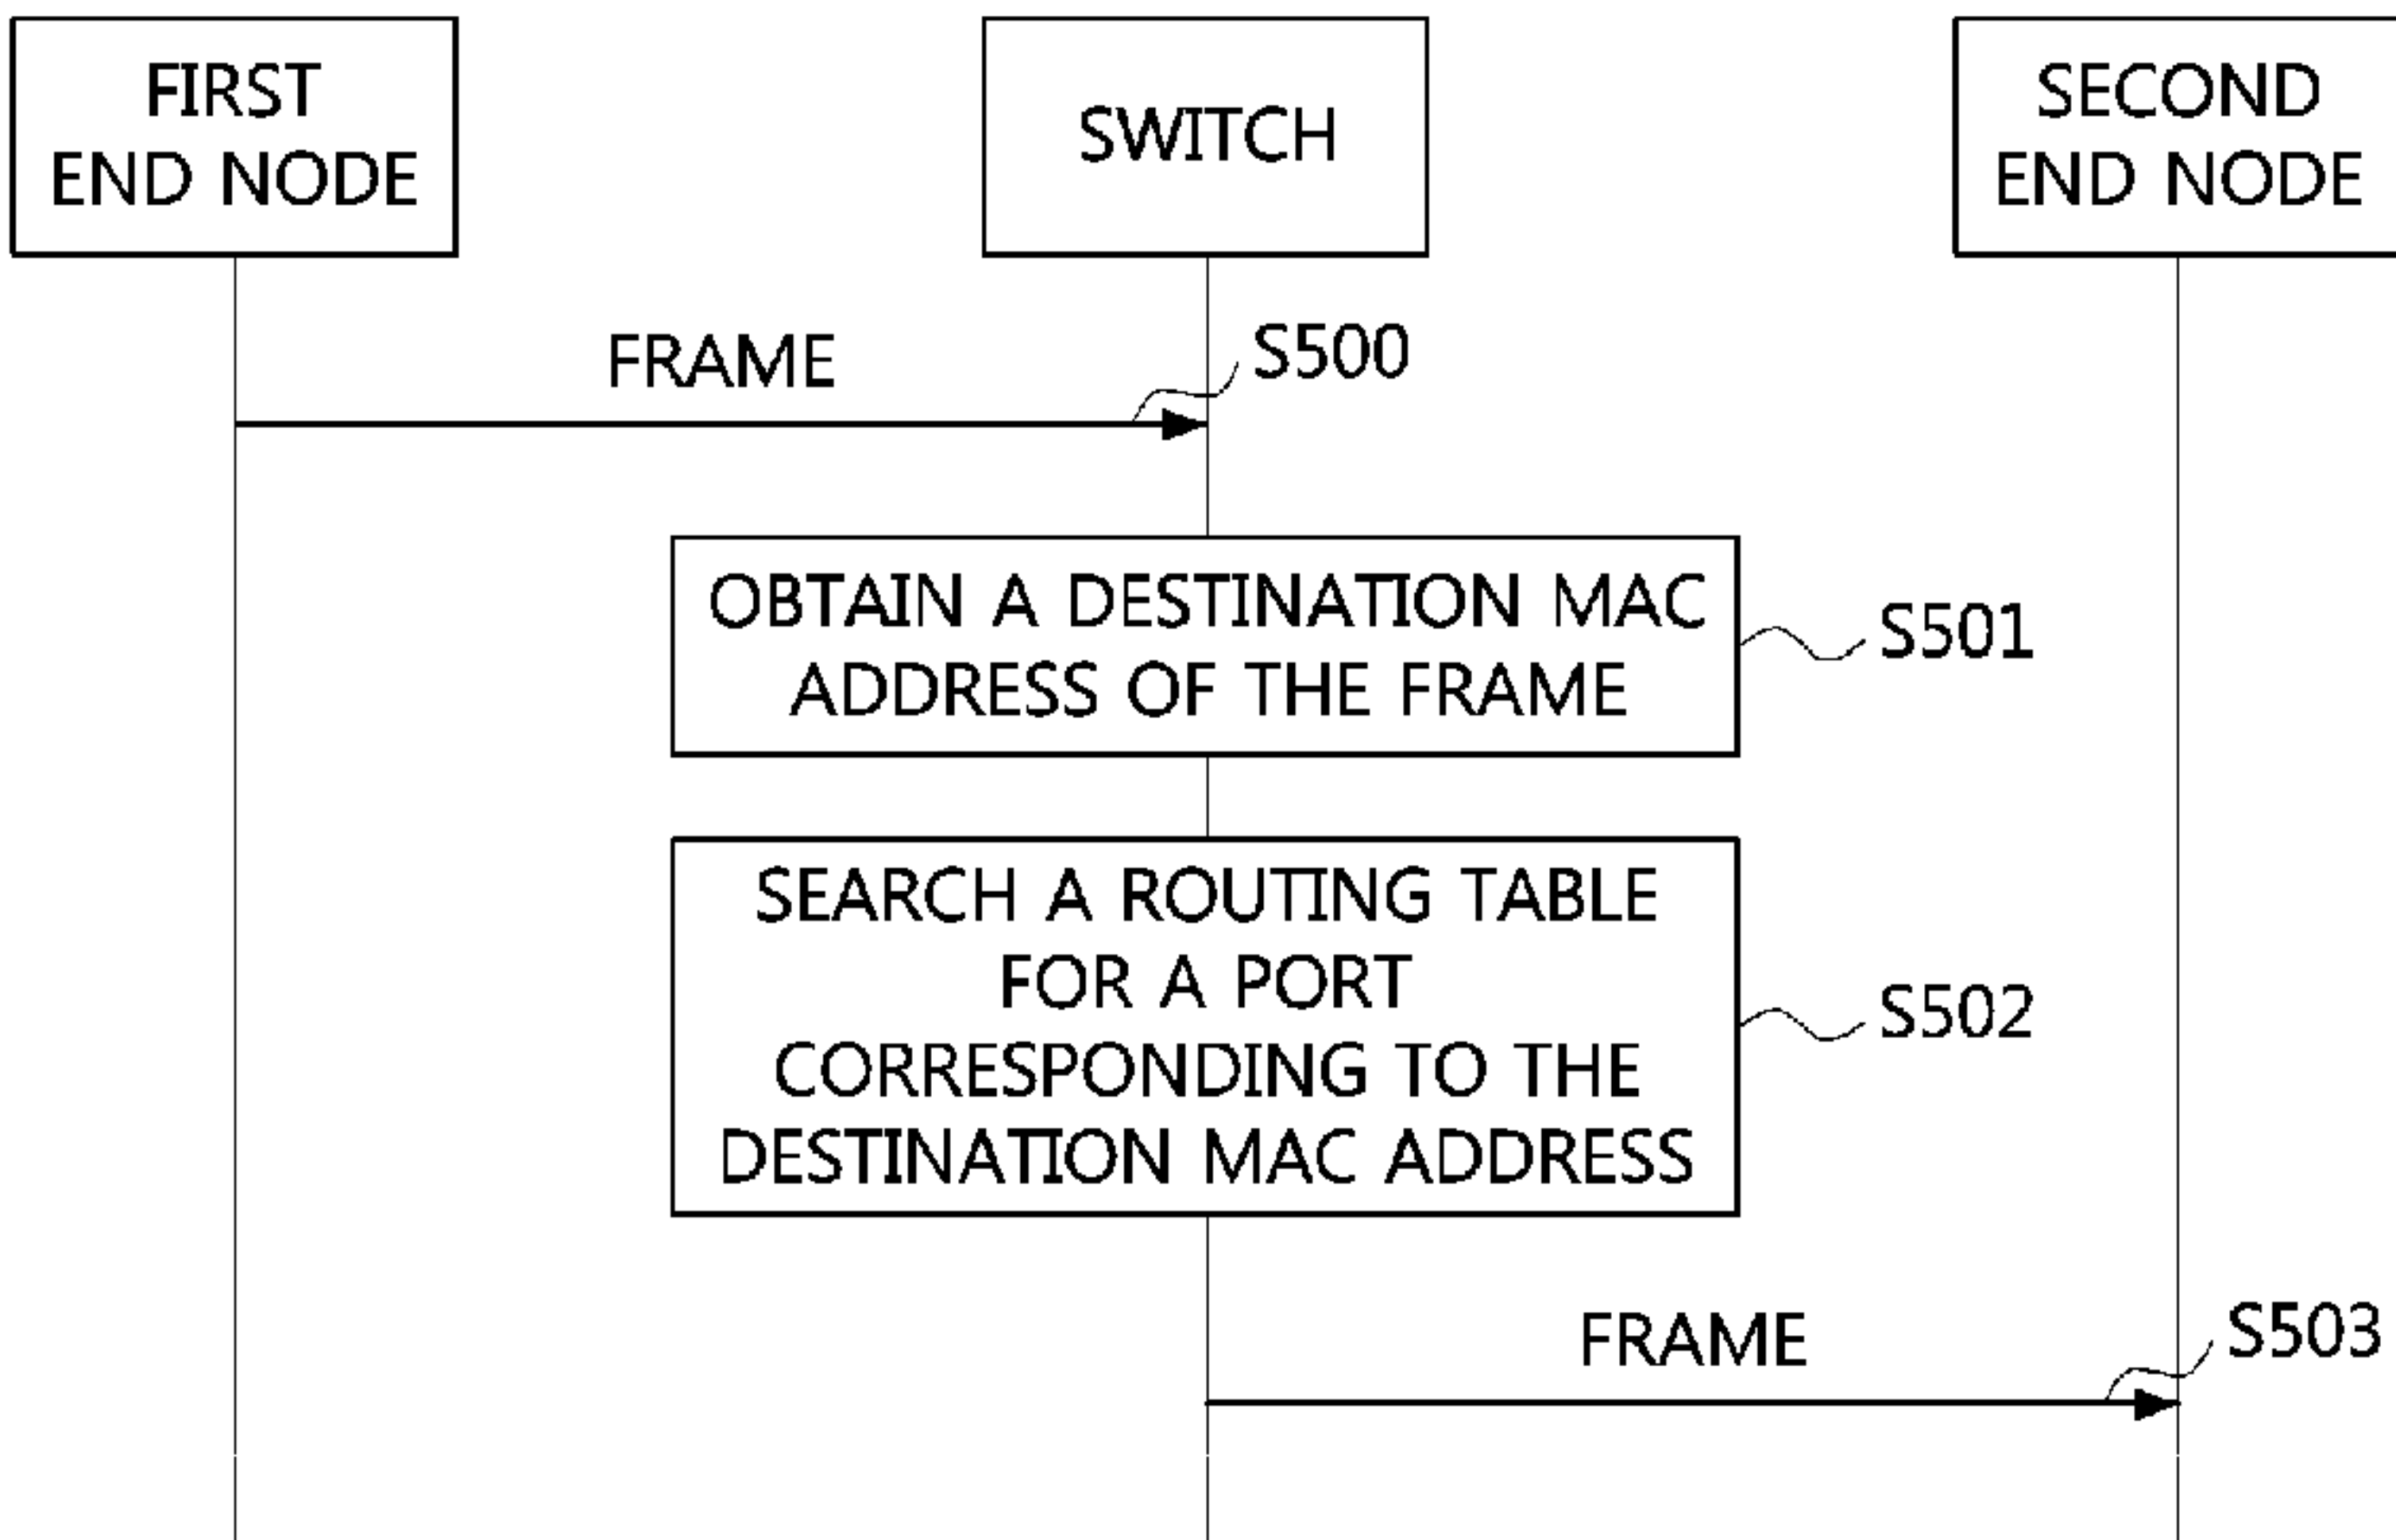 FIRST
END NODE
SWITCH
SECOND
END NODE
FRAME
S500
OBTAIN A DESTINATION MAC
ADDRESS OF THE FRAME
S501
SEARCH A ROUTING TABLE
FOR A PORT
CORRESPONDING TO THE
DESTINATION MAC ADDRESS
S502
FRAME
S503